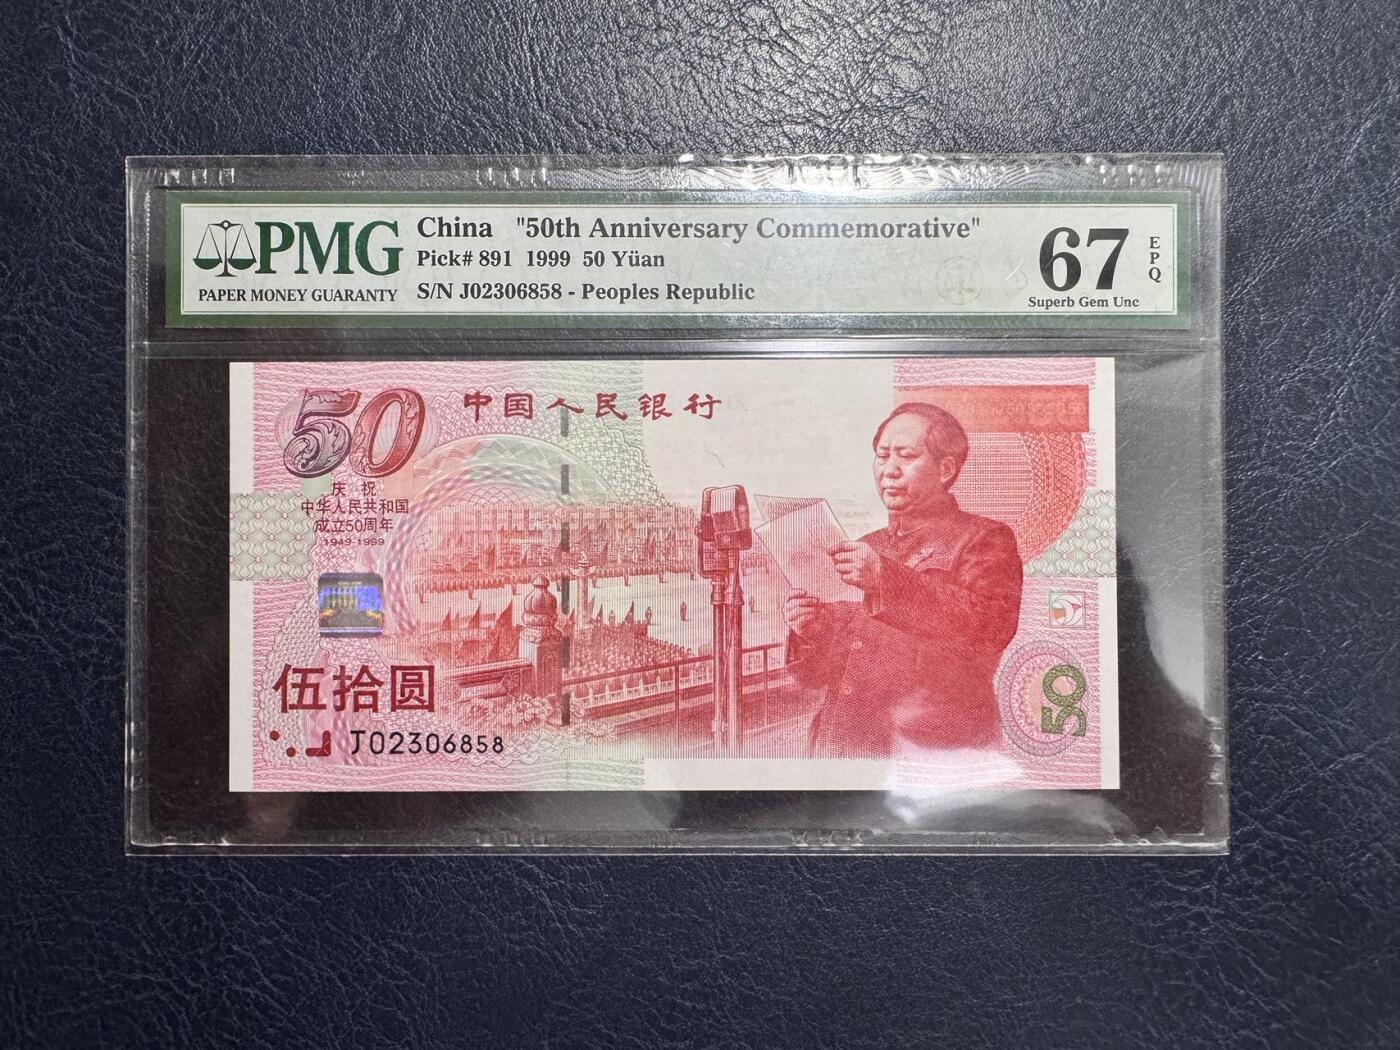 PMG
PAPER MONEY GUARANTY
China "50th Anniversary Commemorative"
Pick# 891 1999 50 Yüan
S/N J02306858 - Peoples Republic
67
EPQ
Superb Gem Unc
50
中国人民银行
庆祝
中华人民共和国
成立50周年
1949-1999
伍拾圆
J02306858
50